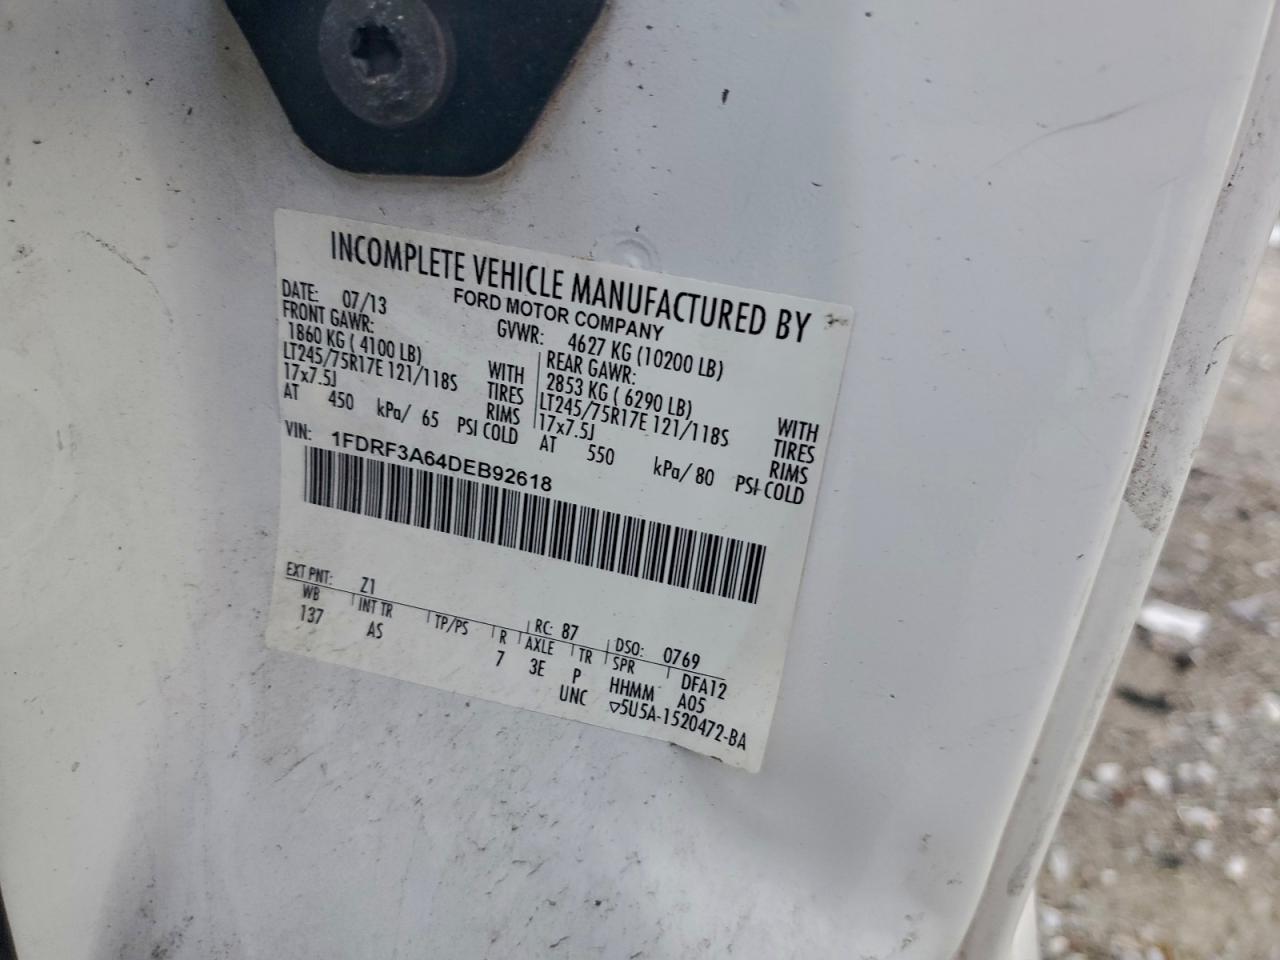 INCOMPLETE VEHICLE MANUFACTURED BY
FORD MOTOR COMPANY
DATE: 07/13 GVWR: 4627 KG (10200 LB)
FRONT GAWR: REAR GAWR:
1860 KG ( 4100 LB) WITH 2853 KG ( 6290 LB) WITH
LT245/75R17E 121/118S TIRES LT245/75R17E 121/118S TIRES
17x7.5J RIMS 17x7.5J RIMS
AT 450 kPa/ 65 PSI COLD AT 550 kPa/ 80 PSI COLD
VIN: 1FDRF3A64DEB92618
EXT PNT: Z1 RC: 87 DSO: 0769
WB INT TR TP/PS R AXLE TR SPR DFA12
137 AS 7 3E P HHMM A05
UNC ▽5U5A-1520472-BA